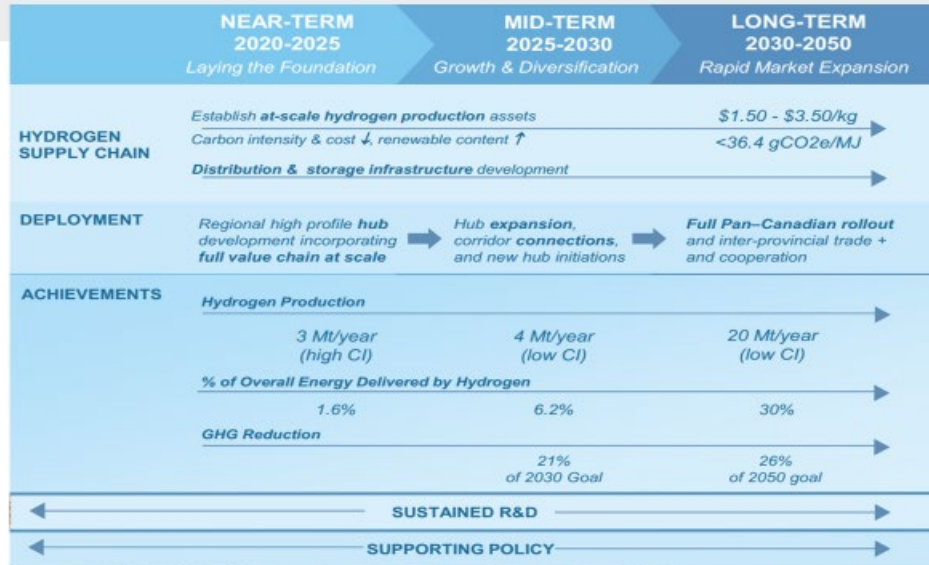 NEAR-TERM
2020-2025
Laying the Foundation
MID-TERM
2025-2030
Growth & Diversification
LONG-TERM
2030-2050
Rapid Market Expansion
HYDROGEN
SUPPLY CHAIN
Establish at-scale hydrogen production assets
$1.50 - $3.50/kg
Carbon intensity & cost ↓, renewable content ↑
<36.4 gCO2e/MJ
Distribution & storage infrastructure development
DEPLOYMENT
Regional high profile hub
development incorporating
full value chain at scale
Hub expansion,
corridor connections,
and new hub initiations
Full Pan–Canadian rollout
and inter-provincial trade +
and cooperation
ACHIEVEMENTS
Hydrogen Production
3 Mt/year
(high CI)
4 Mt/year
(low CI)
20 Mt/year
(low CI)
% of Overall Energy Delivered by Hydrogen
1.6%
6.2%
30%
GHG Reduction
21%
of 2030 Goal
26%
of 2050 goal
SUSTAINED R&D
SUPPORTING POLICY